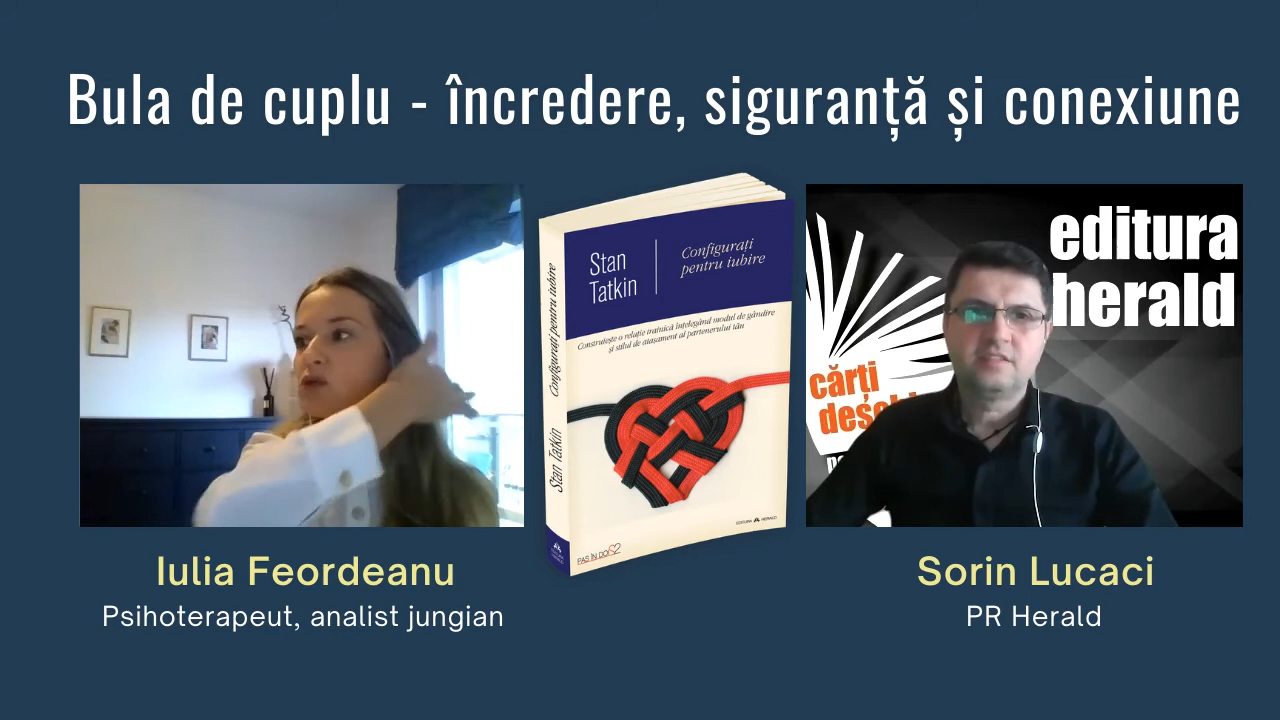 Bula de cuplu - încredere, siguranță și conexiune
Stan
Tatkin
Configurați
pentru iubire
Construiește o relație trainică înțelegând modul de gândire
și stilul de atașament al partenerului tău
Configurați pentru iubire
Stan Tatkin
EDITURA HERALD
PAS ÎN DOI
editura
herald
cărți
Iulia Feordeanu
Psihoterapeut, analist jungian
Sorin Lucaci
PR Herald